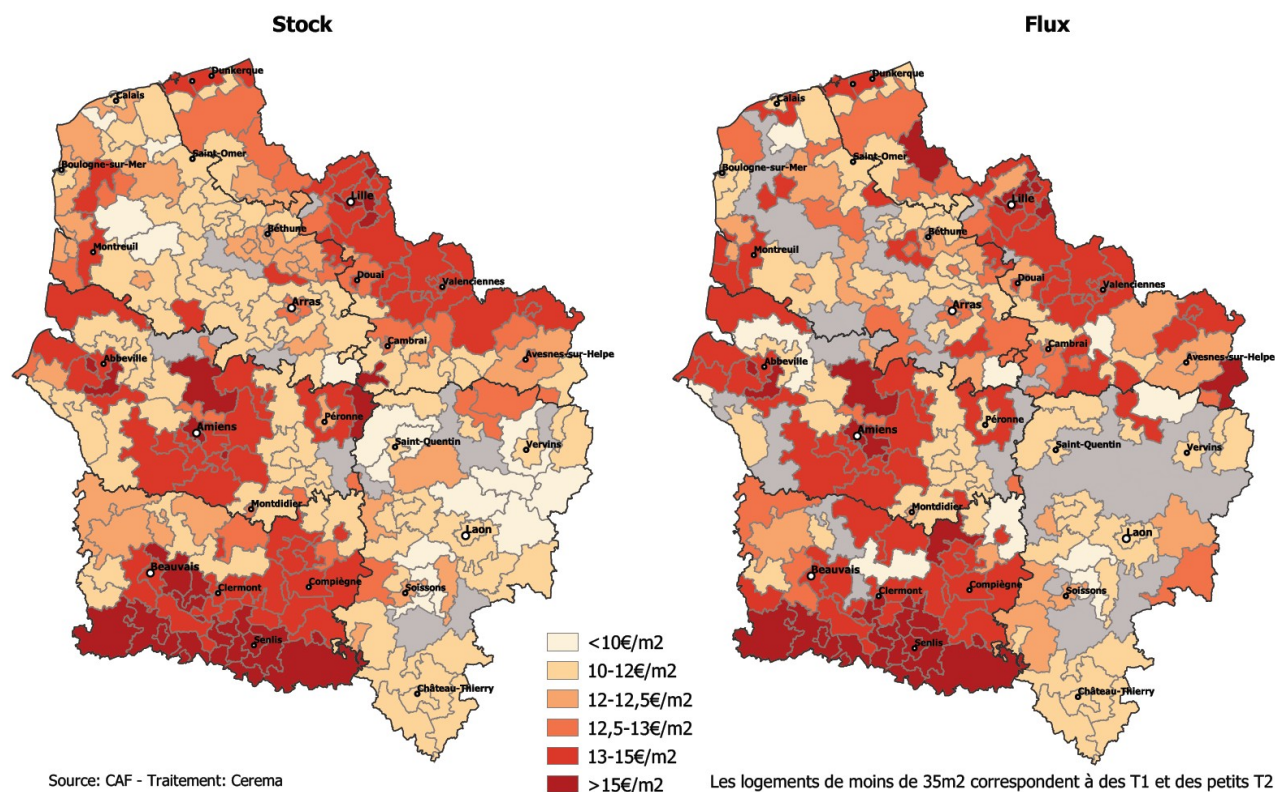 Stock
Flux
Dunkerque
Calais
Saint-Omer
Boulogne-sur-Mer
Lille
Béthune
Montreuil
Douai
Valenciennes
Arras
Cambrai
Avesnes-sur-Helpe
Abbeville
Péronne
Amiens
Saint-Quentin
Vervins
Montdidier
Laon
Beauvais
Clermont
Compiègne
Soissons
Senlis
Château-Thierry
Dunkerque
Calais
Saint-Omer
Boulogne-sur-Mer
Lille
Béthune
Montreuil
Douai
Valenciennes
Arras
Cambrai
Avesnes-sur-Helpe
Abbeville
Péronne
Amiens
Saint-Quentin
Vervins
Montdidier
Laon
Beauvais
Clermont
Compiègne
Soissons
Senlis
Château-Thierry
<10€/m2
10-12€/m2
12-12,5€/m2
12,5-13€/m2
13-15€/m2
>15€/m2
Source: CAF - Traitement: Cerema
Les logements de moins de 35m2 correspondent à des T1 et des petits T2